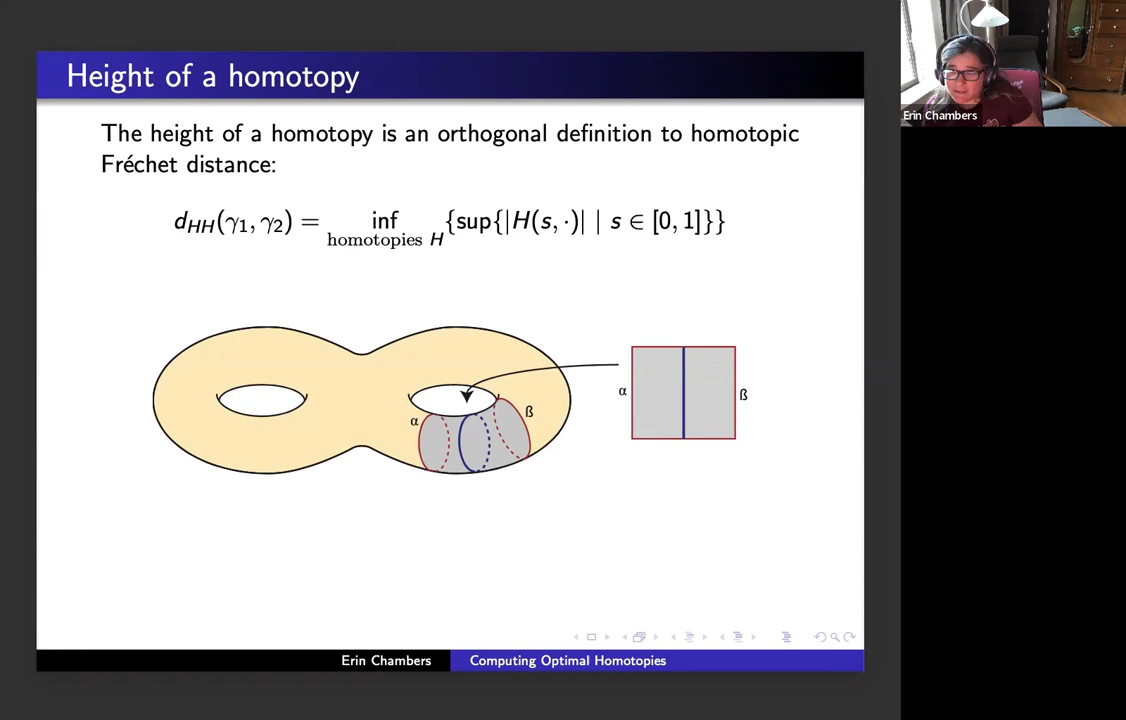 Height of a homotopy
The height of a homotopy is an orthogonal definition to homotopic
Fréchet distance:
d_HH(γ₁, γ₂) = inf {sup{|H(s, ·)| | s ∈ [0, 1]}}
homotopies H
α
ß
α
ß
Erin Chambers
Computing Optimal Homotopies
Erin Chambers